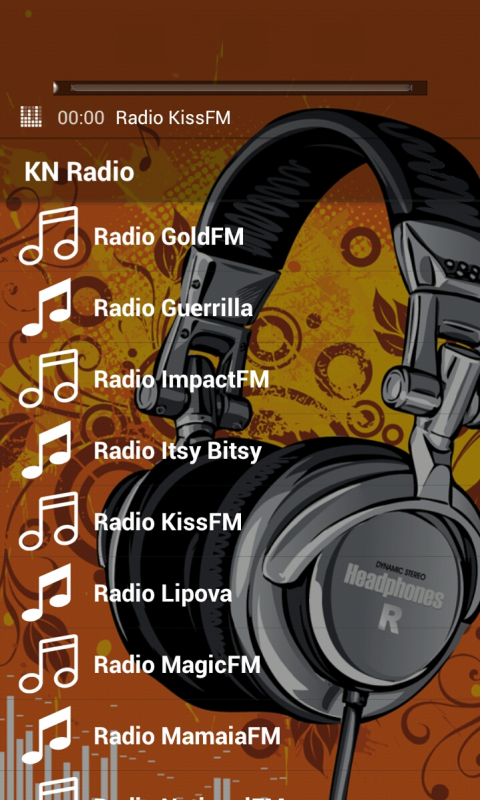 00:00 Radio KissFM
KN Radio
Radio GoldFM
Radio Guerrilla
Radio ImpactFM
Radio Itsy Bitsy
Radio KissFM
DYNAMIC STEREO
Headphones
R
Radio Lipova
Radio MagicFM
Radio MamaiaFM
Radio